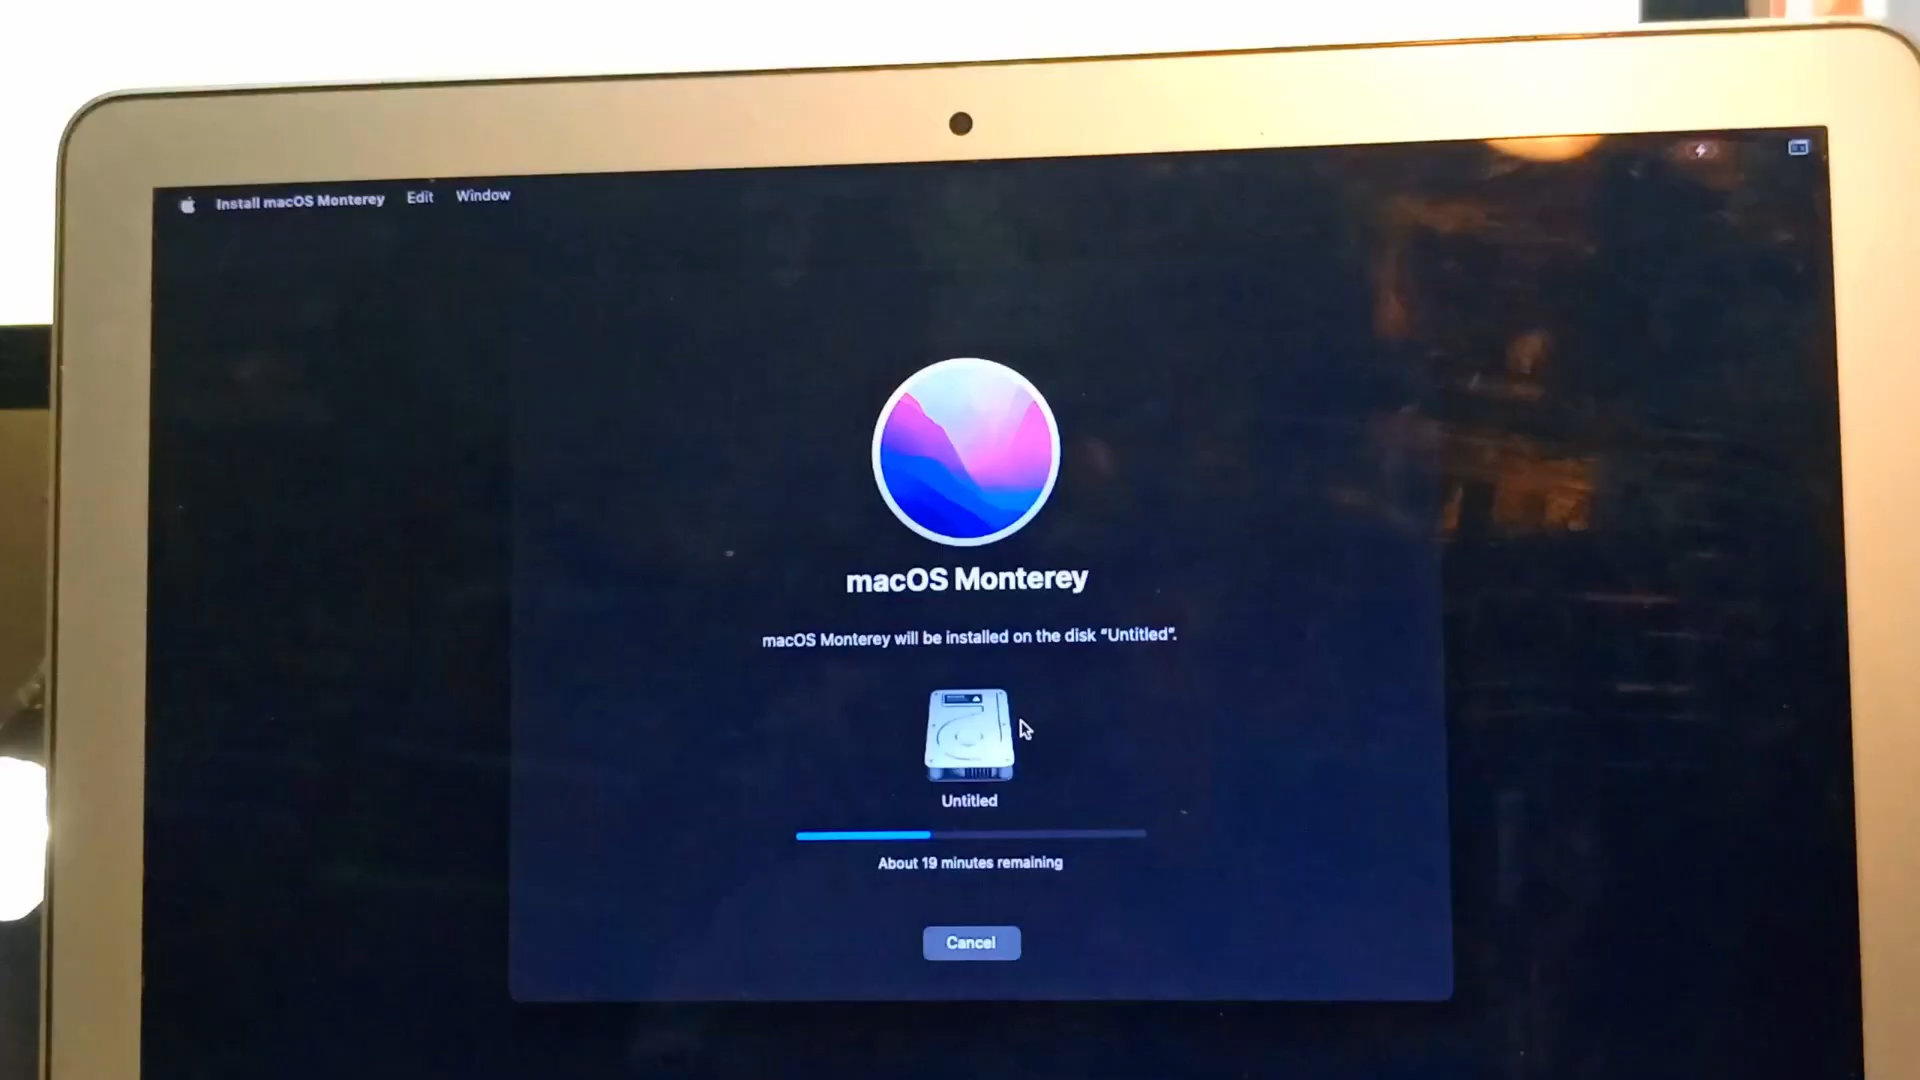 Install macOS Monterey Edit Window
macOS Monterey
macOS Monterey will be installed on the disk “Untitled”.
Untitled
About 19 minutes remaining
Cancel